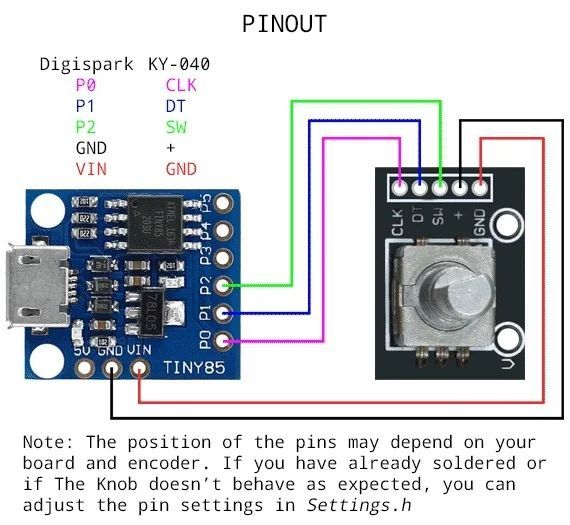 PINOUT
Digispark KY-040
P0 CLK
P1 DT
P2 SW
GND +
VIN GND
P5
P4
P3
P2
P1
P0
5V GND VIN
TINY85
78L05
CLK DT SW + GND
Note: The position of the pins may depend on your
board and encoder. If you have already soldered or
if The Knob doesn't behave as expected, you can
adjust the pin settings in Settings.h